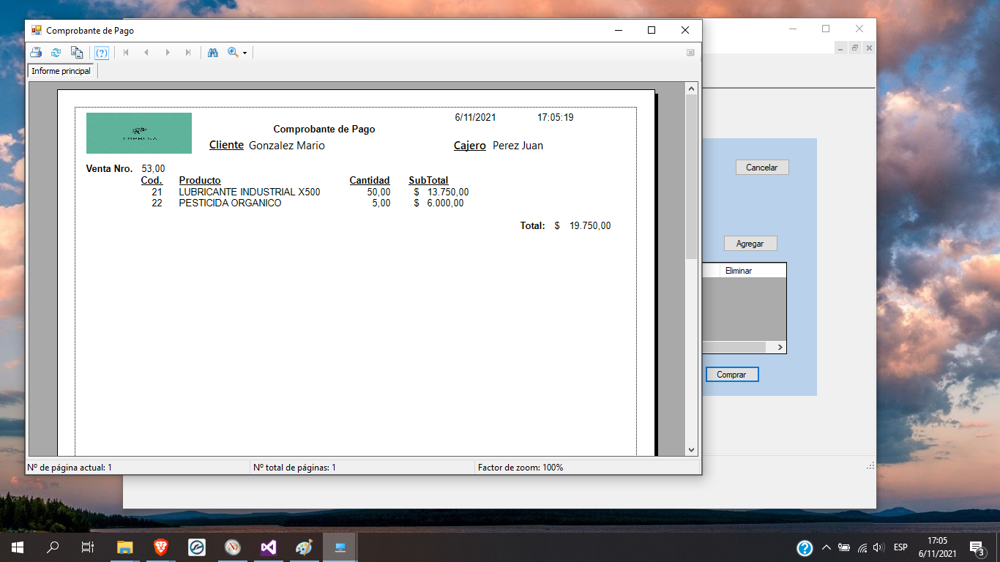 Comprobante de Pago
Informe principal
6/11/2021 17:05:19
EMPRESA
Comprobante de Pago
Cliente Gonzalez Mario Cajero Perez Juan
Venta Nro. 53,00
Cod. Producto Cantidad SubTotal
21 LUBRICANTE INDUSTRIAL X500 50,00 $ 13.750,00
22 PESTICIDA ORGANICO 5,00 $ 6.000,00
Total: $ 19.750,00
Nº de página actual: 1 Nº total de páginas: 1 Factor de zoom: 100%
Cancelar
Agregar
Eliminar
Comprar
ESP
17:05
6/11/2021
3